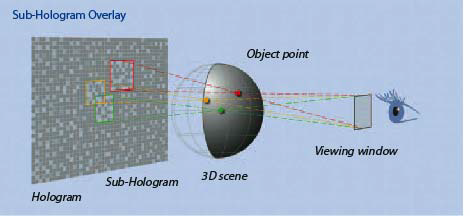 Sub-Hologram Overlay
Object point
Viewing window
3D scene
Sub-Hologram
Hologram